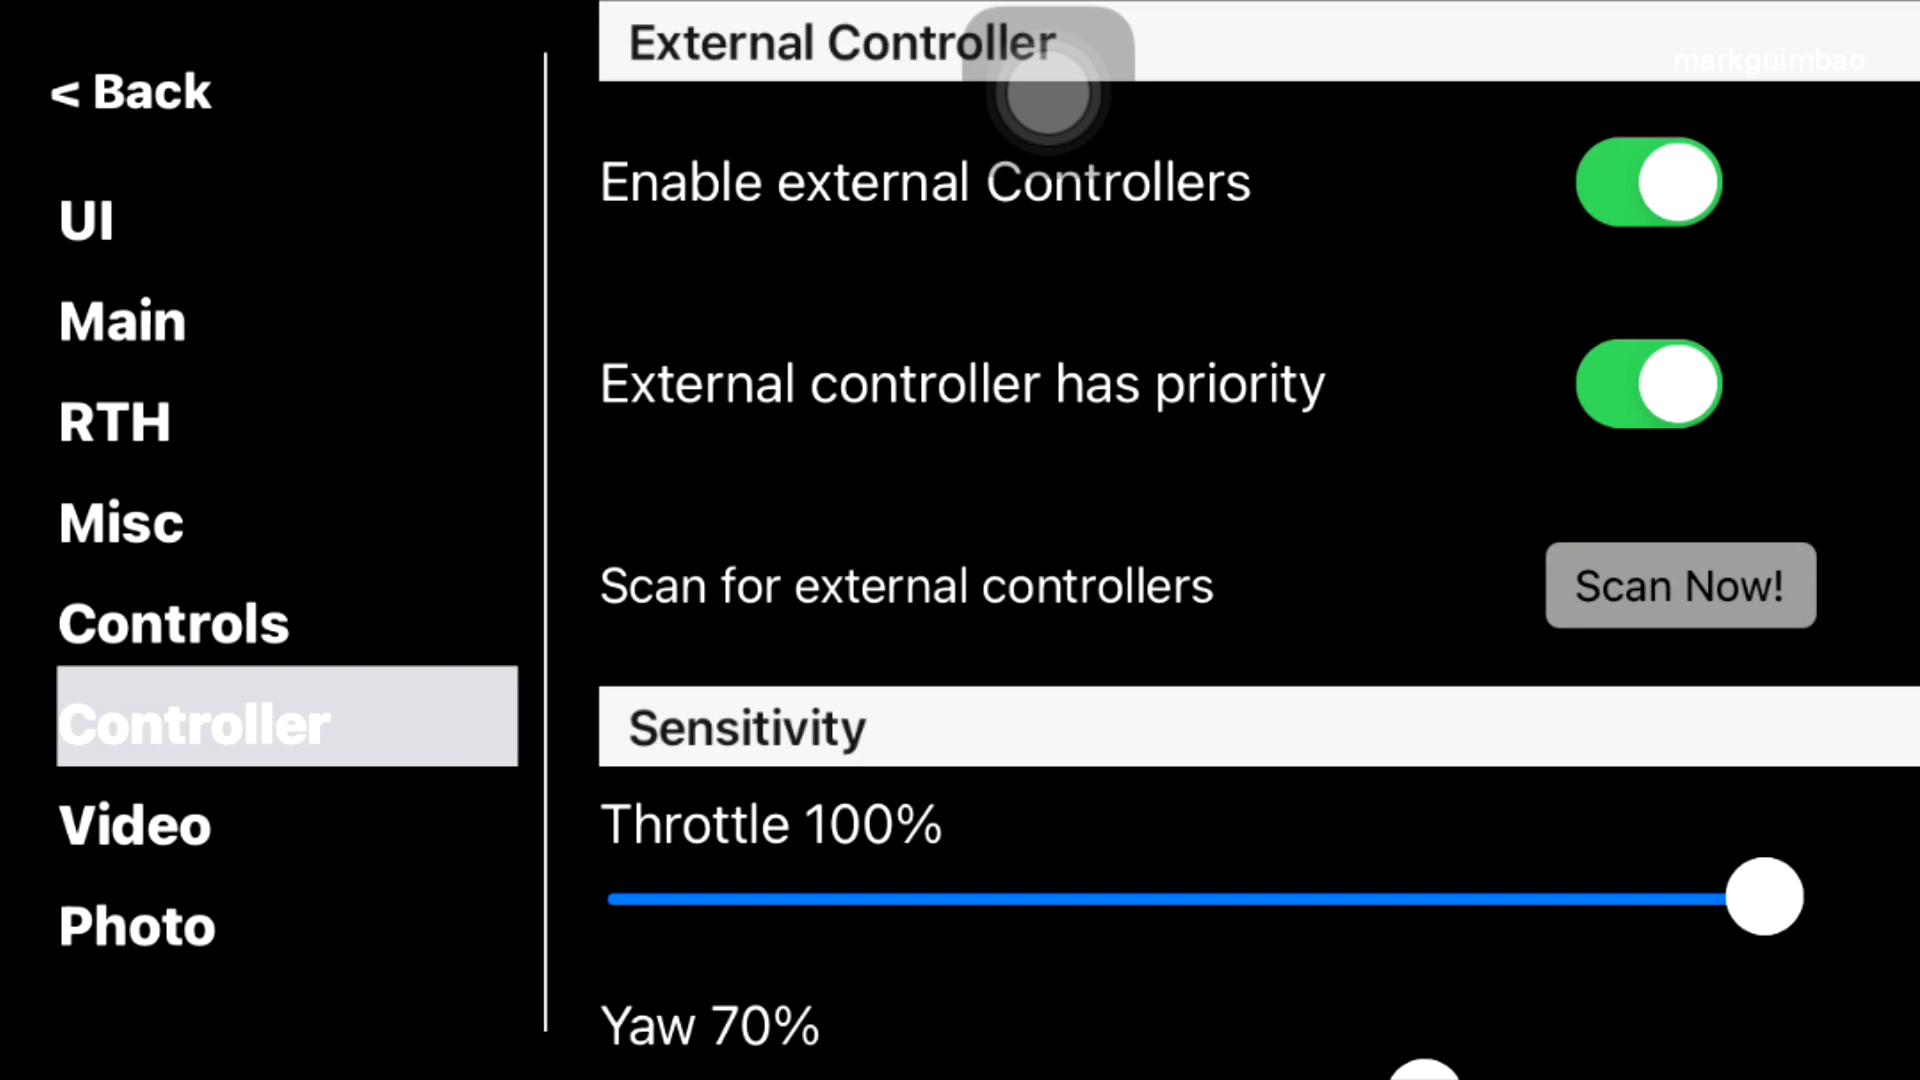 < Back
UI
Main
RTH
Misc
Controls
Controller
Video
Photo
External Controller
markguimbao
Enable external Controllers
External controller has priority
Scan for external controllers
Scan Now!
Sensitivity
Throttle 100%
Yaw 70%